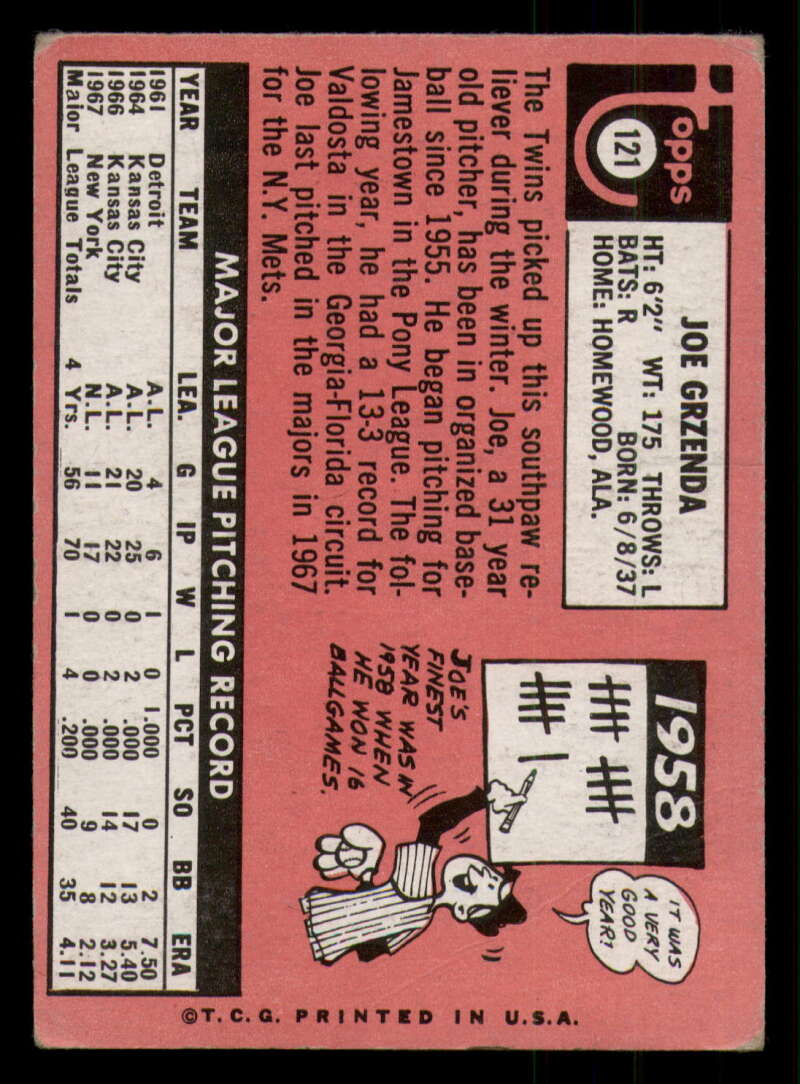 Topps
121
JOE GRZENDA
HT: 6'2" WT: 175 THROWS: L
BATS: R BORN: 6/8/37
HOME: HOMEWOOD, ALA.
The Twins picked up this southpaw re-
liever during the winter. Joe, a 31 year
old pitcher, has been in organized base-
ball since 1955. He began pitching for
Jamestown in the Pony League. The fol-
lowing year, he had a 13-3 record for
Valdosta in the Georgia-Florida circuit.
Joe last pitched in the majors in 1967
for the N.Y. Mets.
1958
IT WAS
A VERY
GOOD
YEAR!
JOE'S
FINEST
YEAR WAS IN
1958 WHEN
HE WON 16
BALLGAMES.
MAJOR LEAGUE PITCHING RECORD
YEAR TEAM LEA. G IP W L PCT SO BB ERA
1961 Detroit A.L. 4 6 1 0 1.000 0 2 7.50
1964 Kansas City A.L. 20 25 0 2 .000 17 13 5.40
1966 Kansas City A.L. 21 22 0 2 .000 14 12 3.27
1967 New York N.L. 11 17 0 0 .000 9 8 2.12
Major League Totals 4 Yrs. 56 70 1 4 .200 40 35 4.11
©T.C.G. PRINTED IN U.S.A.